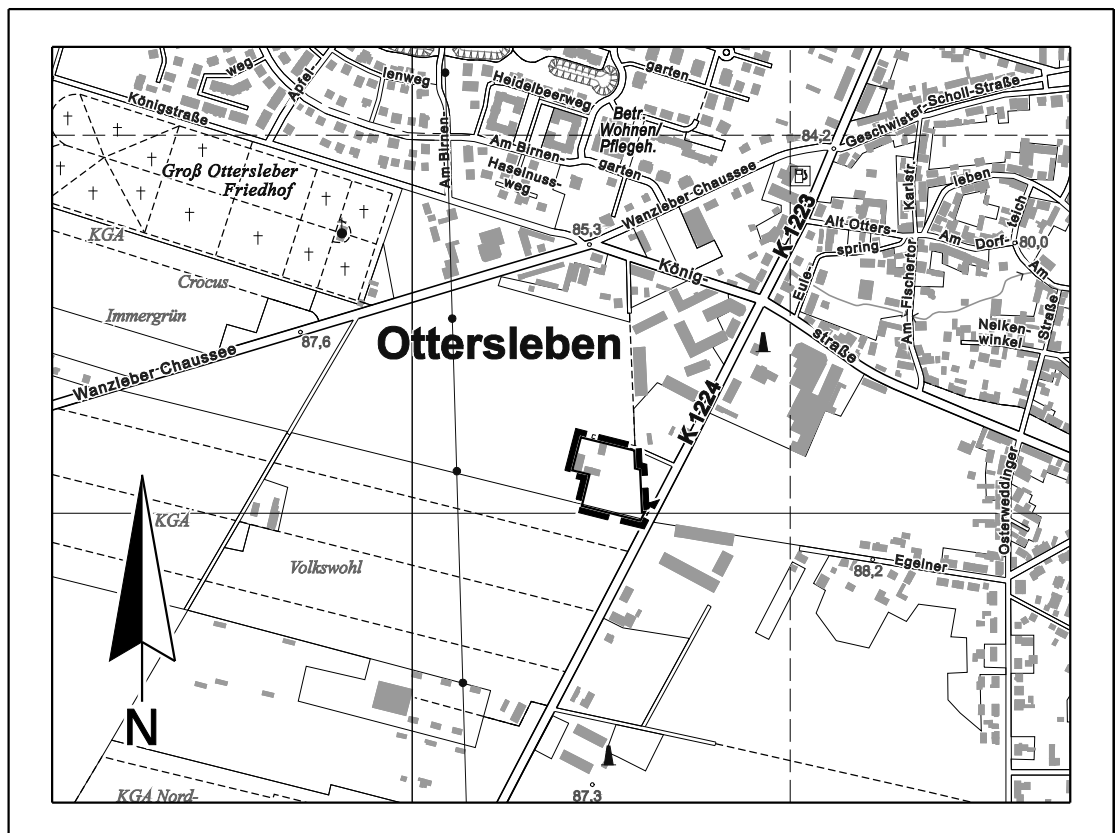 weg
Apfel-
lenweg
Heidelbeerweg
garten
Königstraße
Am-Birnen-
Betr.
Wohnen/
Pflegeh.
84,2
Geschwister-Scholl-Straße
Am-Birnen-
garten
Haselnuss-
weg
Groß Ottersleber
Friedhof
Wanzleber-Chaussee
K-1223
Karlstr.
leben
Alt-Otters-
Am-
Dorf-
teich
80,0
KGA
85,3
König-
straße
Eule-
spring
Am-Fischertor
Am-
Straße
Crocus
Immergrün
87,6
Ottersleben
Nelken-
winkel
Wanzleber-Chaussee
K-1224
Osterweddinger
KGA
Volkswohl
88,2
Egelner
N
KGA Nord-
87,3